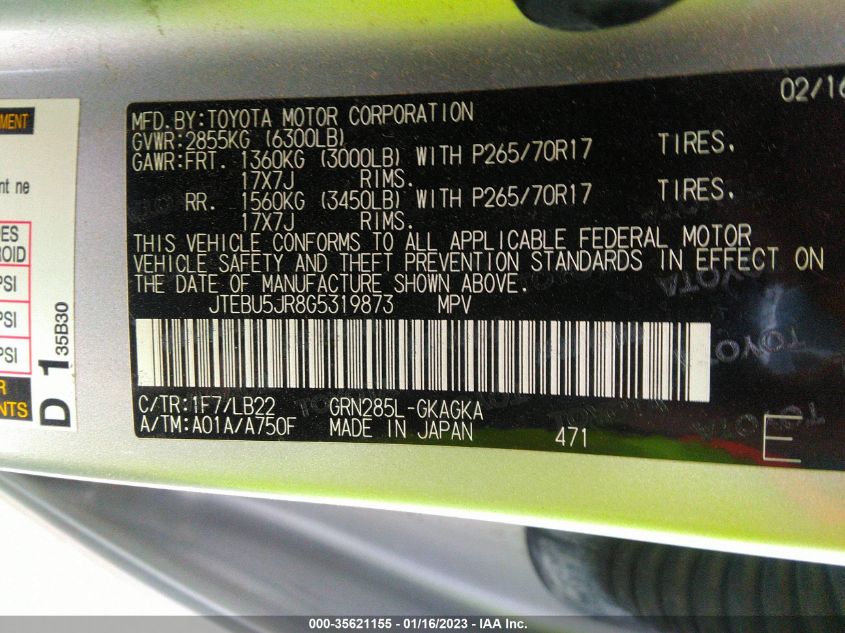 02/16
MFD.BY:TOYOTA MOTOR CORPORATION
GVWR:2855KG (6300LB)
GAWR:FRT. 1360KG (3000LB) WITH P265/70R17 TIRES.
17X7J RIMS.
RR. 1560KG (3450LB) WITH P265/70R17 TIRES.
17X7J RIMS.
THIS VEHICLE CONFORMS TO ALL APPLICABLE FEDERAL MOTOR
VEHICLE SAFETY AND THEFT PREVENTION STANDARDS IN EFFECT ON
THE DATE OF MANUFACTURE SHOWN ABOVE.
JTEBU5JR8G5319873 MPV
C/TR:1F7/LB22 GRN285L-GKAGKA
A/TM:A01A/A750F MADE IN JAPAN 471
E
TOYOTA
TOYOTA
TOYOTA
PSI
PSI
PSI
D 1
35B30
000-35621155 - 01/16/2023 - IAA Inc.